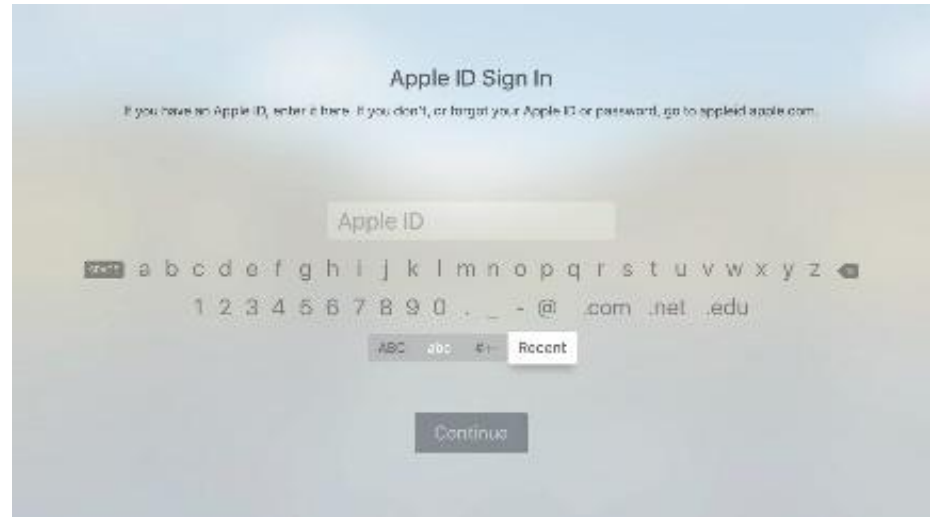 Apple ID Sign In
If you have an Apple ID, enter it here. If you don't, or forgot your Apple ID or password, go to appleid.apple.com.
Apple ID
a b c d e f g h i j k l m n o p q r s t u v w x y z
1 2 3 4 5 6 7 8 9 0 . _ - @ .com .net .edu
ABC abc #+- Recent
Continue